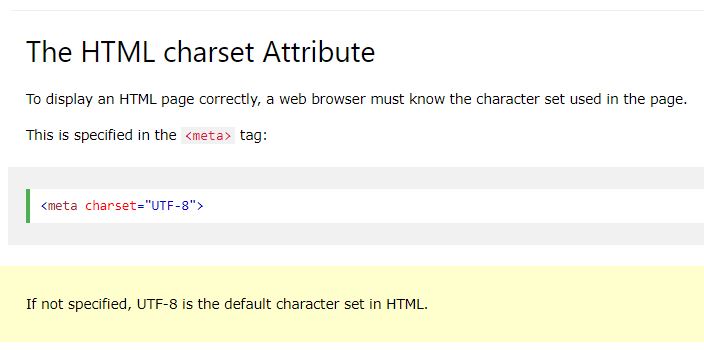 The HTML charset Attribute
To display an HTML page correctly, a web browser must know the character set used in the page.
This is specified in the <meta> tag:
<meta charset="UTF-8">
If not specified, UTF-8 is the default character set in HTML.